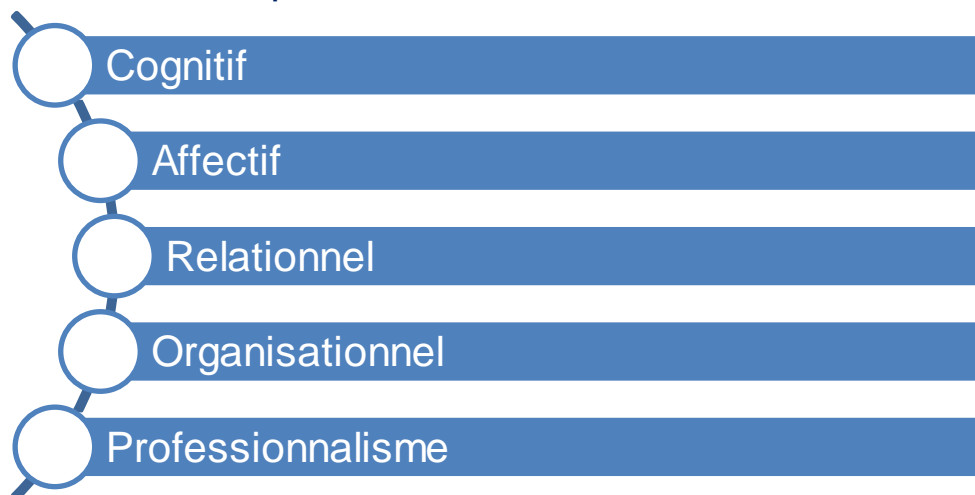 Cognitif
Affectif
Relationnel
Organisationnel
Professionnalisme